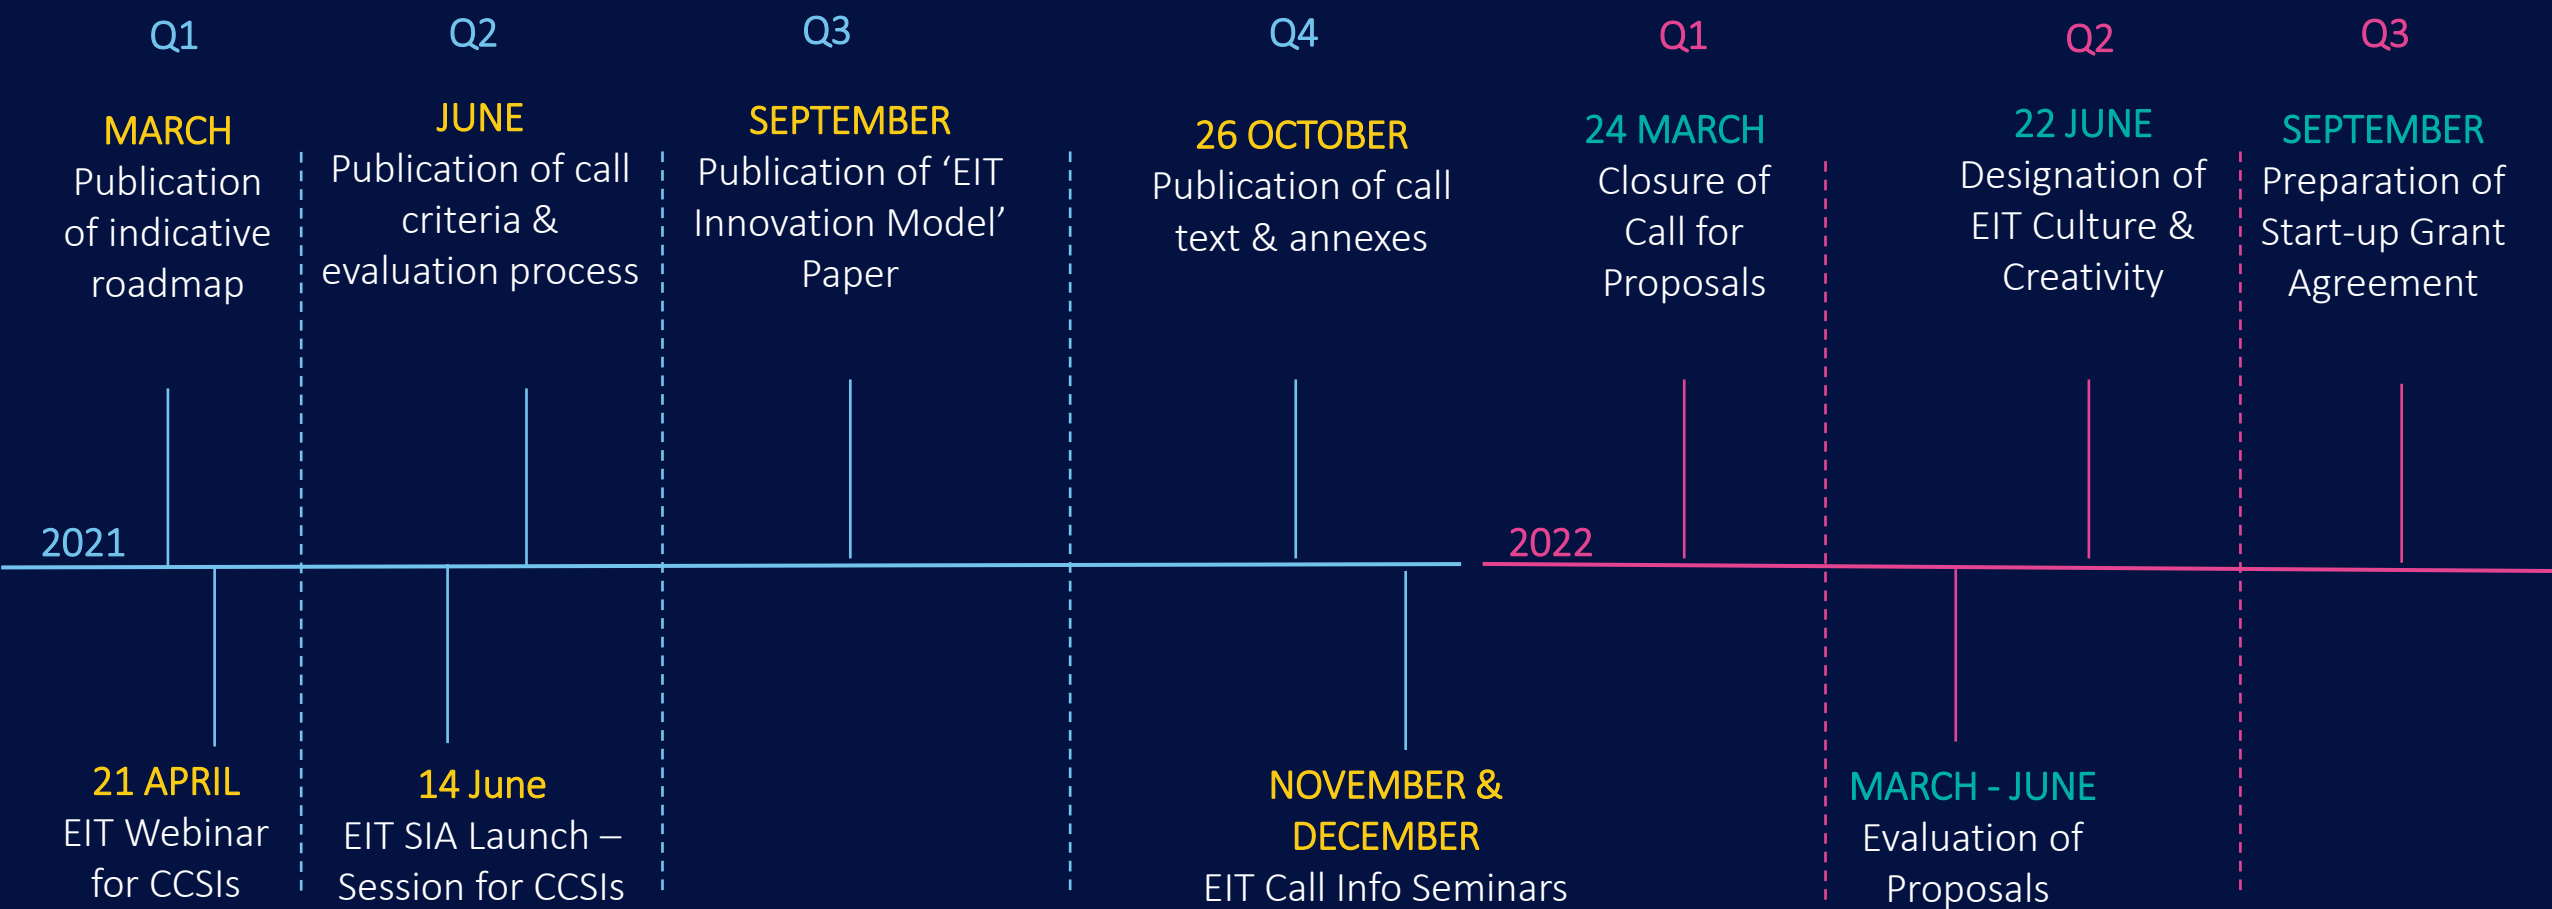 Q1
Q2
Q3
Q4
Q1
Q2
Q3
MARCH
Publication
of indicative
roadmap
JUNE
Publication of call
criteria &
evaluation process
SEPTEMBER
Publication of ‘EIT
Innovation Model’
Paper
26 OCTOBER
Publication of call
text & annexes
24 MARCH
Closure of
Call for
Proposals
22 JUNE
Designation of
EIT Culture &
Creativity
SEPTEMBER
Preparation of
Start-up Grant
Agreement
2021
2022
21 APRIL
EIT Webinar
for CCSIs
14 June
EIT SIA Launch –
Session for CCSIs
NOVEMBER &
DECEMBER
EIT Call Info Seminars
MARCH - JUNE
Evaluation of
Proposals